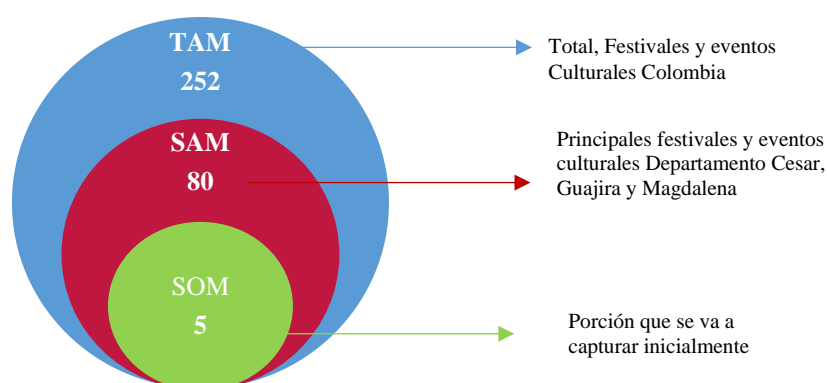 TAM
252
Total, Festivales y eventos
Culturales Colombia
SAM
80
Principales festivales y eventos
culturales Departamento Cesar,
Guajira y Magdalena
SOM
5
Porción que se va a
capturar inicialmente